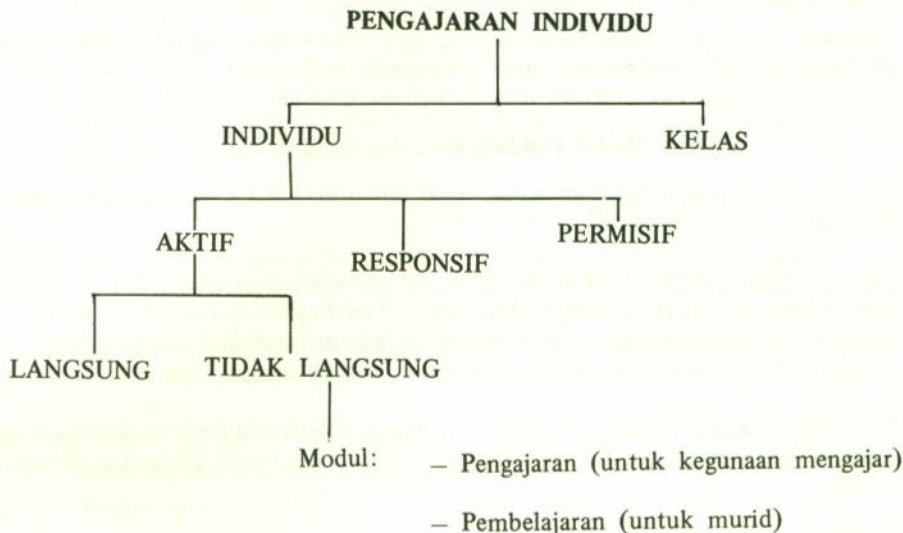 PENGAJARAN INDIVIDU
INDIVIDU
KELAS
AKTIF
RESPONSIF
PERMISIF
LANGSUNG
TIDAK LANGSUNG
Modul: – Pengajaran (untuk kegunaan mengajar)
– Pembelajaran (untuk murid)